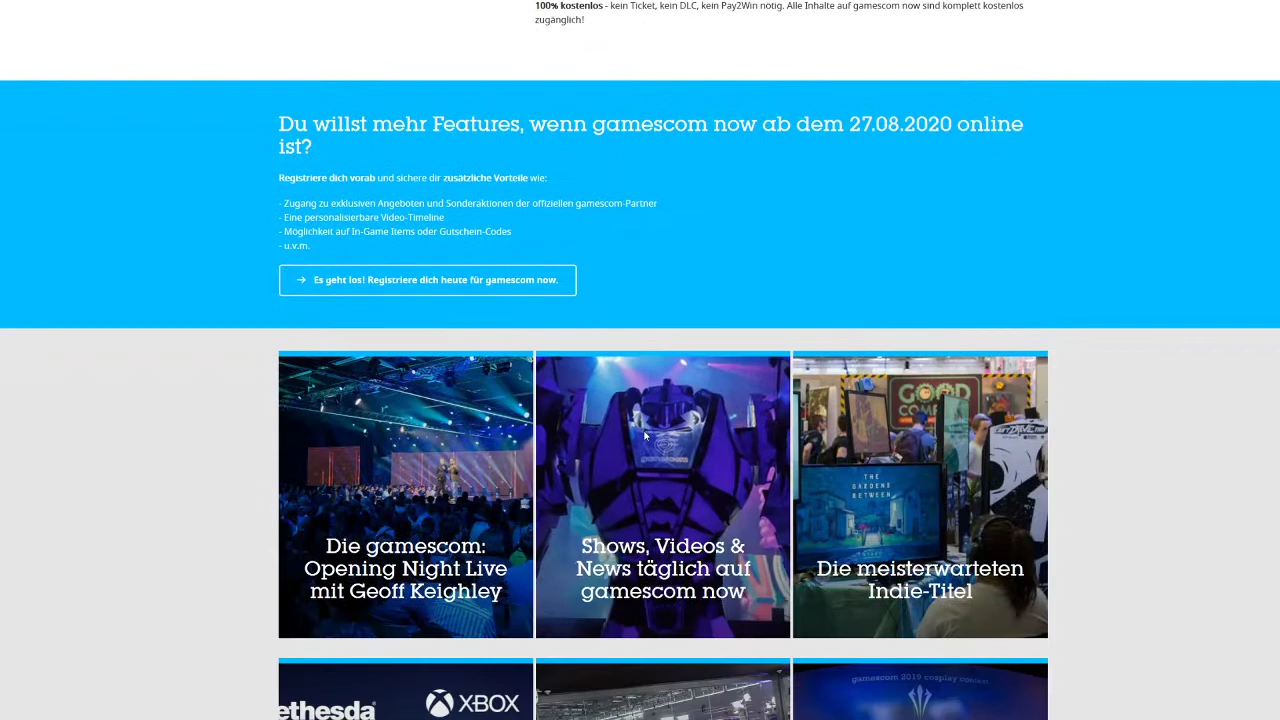 100% kostenlos - kein Ticket, kein DLC, kein Pay2Win nötig. Alle Inhalte auf gamescom now sind komplett kostenlos
zugänglich!
Du willst mehr Features, wenn gamescom now ab dem 27.08.2020 online
ist?
Registriere dich vorab und sichere dir zusätzliche Vorteile wie:
- Zugang zu exklusiven Angeboten und Sonderaktionen der offiziellen gamescom-Partner
- Eine personalisierbare Video-Timeline
- Möglichkeit auf In-Game Items oder Gutschein-Codes
- u.v.m.
→ Es geht los! Registriere dich heute für gamescom now.
Die gamescom:
Opening Night Live
mit Geoff Keighley
gamescom
Shows, Videos &
News täglich auf
gamescom now
GOOD
THE
GARDENS
BETWEEN
Die meisterwarteten
Indie-Titel
ethesda
XBOX
gamescom 2019 cosplay contest